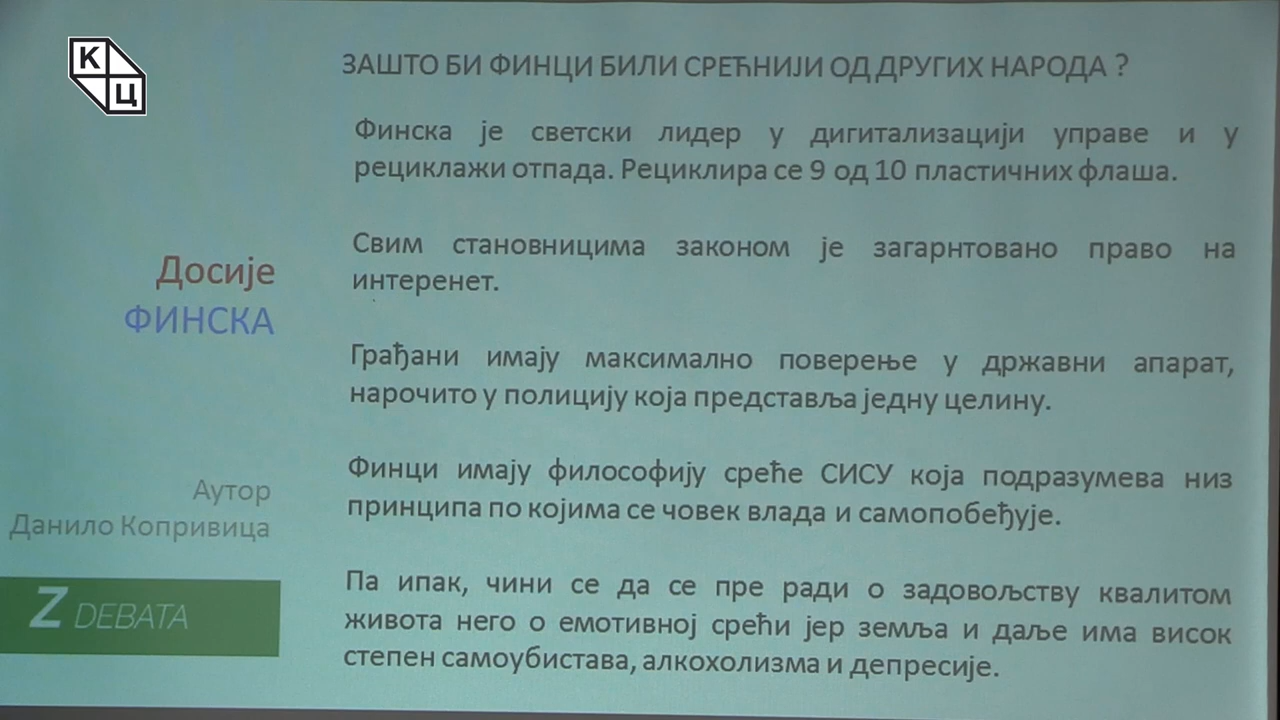 К
Ц
ЗАШТО БИ ФИНЦИ БИЛИ СРЕЋНИЈИ ОД ДРУГИХ НАРОДА ?
Финска је светски лидер у дигитализацији управе и у
рециклажи отпада. Рециклира се 9 од 10 пластичних флаша.
Свим становницима законом је загарнтовано право на
интеренет.
Грађани имају максимално поверење у државни апарат,
нарочито у полицију која представља једну целину.
Финци имају философију среће СИСУ која подразумева низ
принципа по којима се човек влада и самопобеђује.
Па ипак, чини се да се пре ради о задовољству квалитом
живота него о емотивној срећи јер земља и даље има висок
степен самоубистава, алкохолизма и депресије.
Досије
ФИНСКА
Аутор
Данило Копривица
Z DEBATA